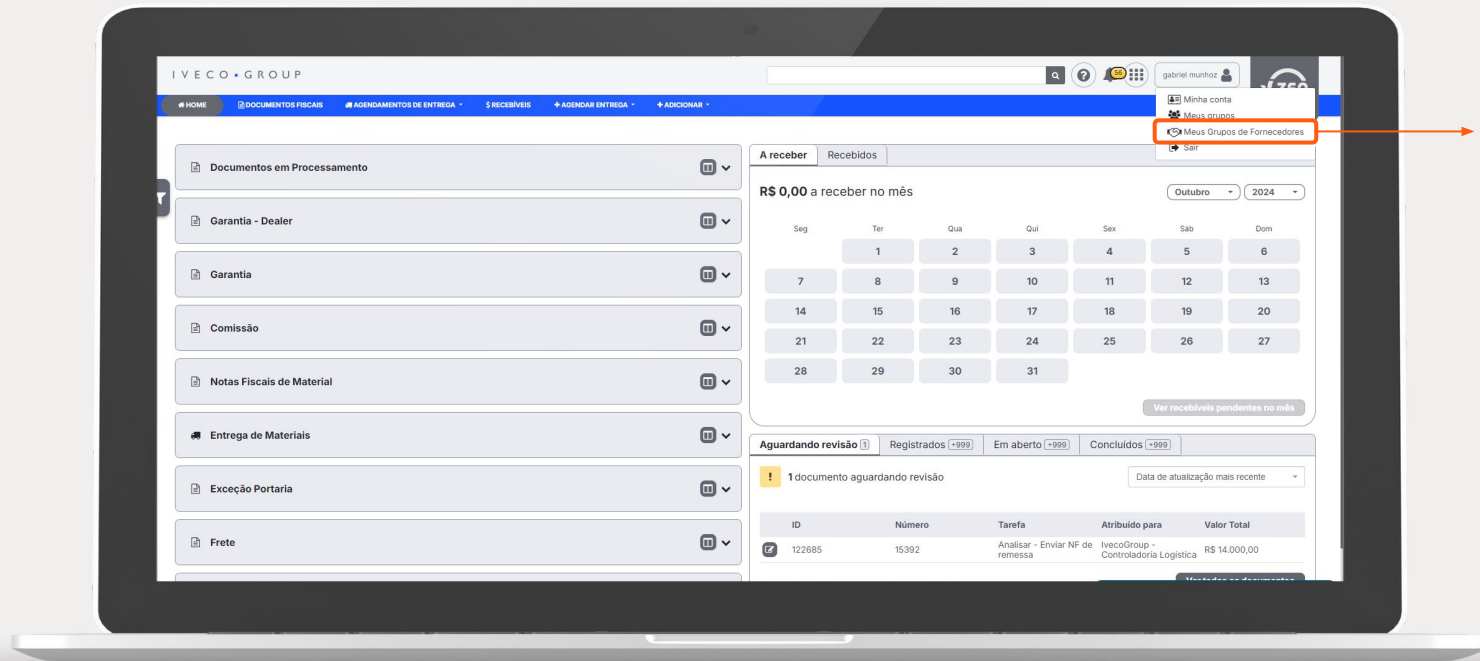 IVECO • GROUP
56
gabriel munhoz
HOME
DOCUMENTOS FISCAIS
AGENDAMENTOS DE ENTREGA
$ RECEBÍVEIS
+ AGENDAR ENTREGA
+ ADICIONAR
Minha conta
Meus grupos
Meus Grupos de Fornecedores
Sair
Documentos em Processamento
Garantia - Dealer
Garantia
Comissão
Notas Fiscais de Material
Entrega de Materiais
Exceção Portaria
Frete
A receber Recebidos
R$ 0,00 a receber no mês
Outubro 2024
Seg Ter Qua Qui Sex Sáb Dom
1 2 3 4 5 6
7 8 9 10 11 12 13
14 15 16 17 18 19 20
21 22 23 24 25 26 27
28 29 30 31
Ver recebíveis pendentes no mês
Aguardando revisão 1 Registrados +999 Em aberto +999 Concluídos +999
! 1 documento aguardando revisão
Data de atualização mais recente
ID Número Tarefa Atribuído para Valor Total
122685 15392 Analisar - Enviar NF de remessa IvecoGroup - Controladoria Logística R$ 14.000,00
Ver todos os documentos